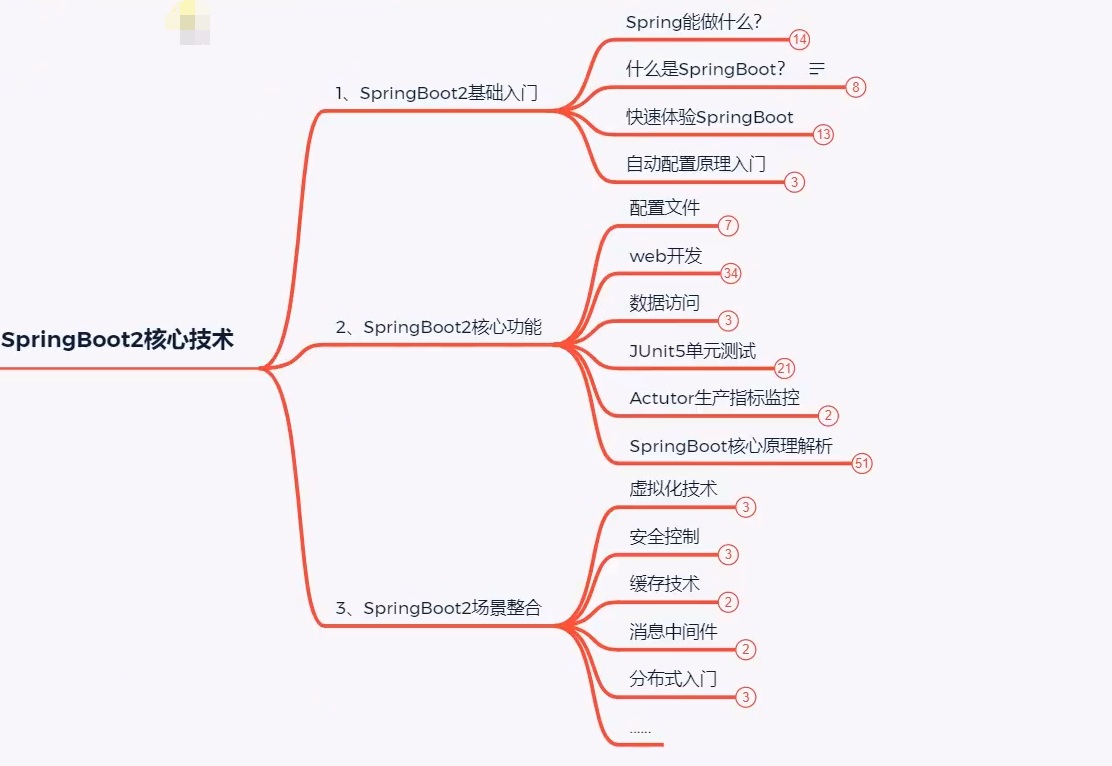 SpringBoot2核心技术
1、SpringBoot2基础入门
Spring能做什么？
14
什么是SpringBoot？
8
快速体验SpringBoot
13
自动配置原理入门
3
2、SpringBoot2核心功能
配置文件
7
web开发
34
数据访问
3
JUnit5单元测试
21
Actutor生产指标监控
2
SpringBoot核心原理解析
51
3、SpringBoot2场景整合
虚拟化技术
3
安全控制
3
缓存技术
2
消息中间件
2
分布式入门
3
......